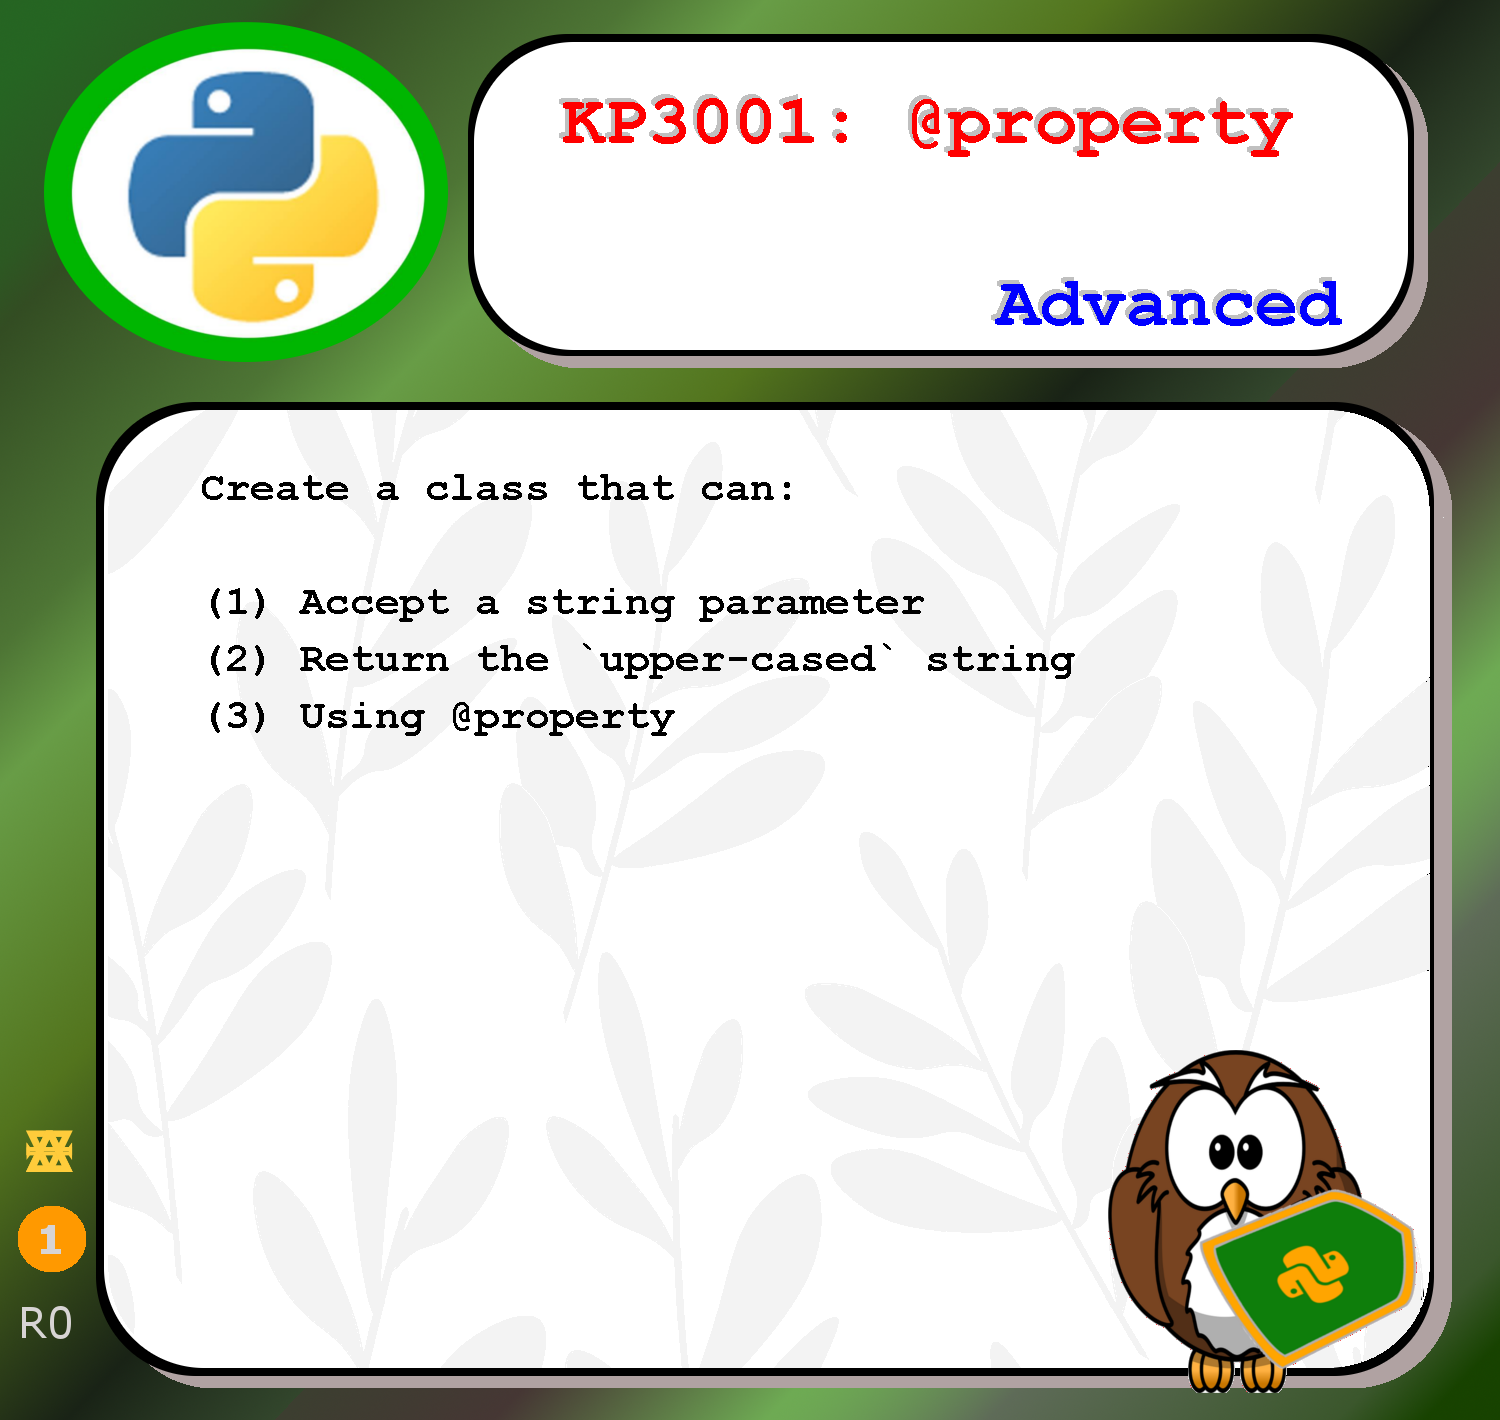 KP3001: @property
Advanced
Create a class that can:
(1) Accept a string parameter
(2) Return the `upper-cased` string
(3) Using @property
1
R0